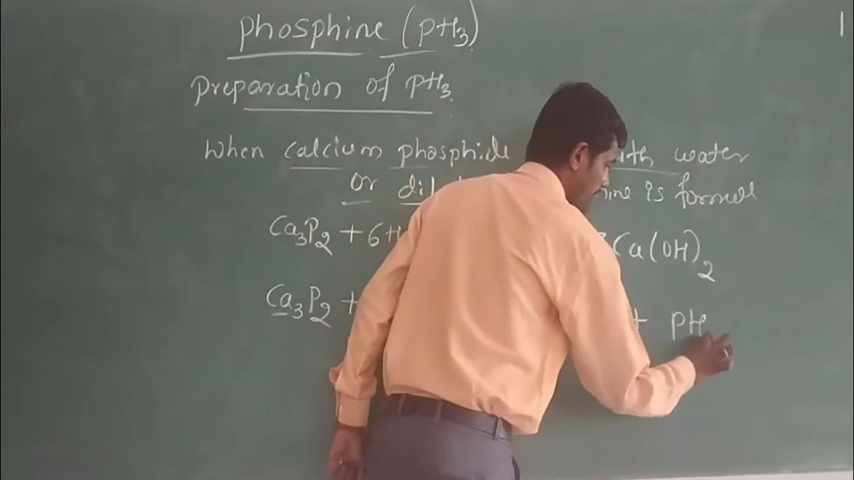 Phosphine (PH3)
Preparation of PH3
When calcium phosphide with water
or dil is formed
Ca3P2 + 6H Ca(OH)2
Ca3P2 + + PH